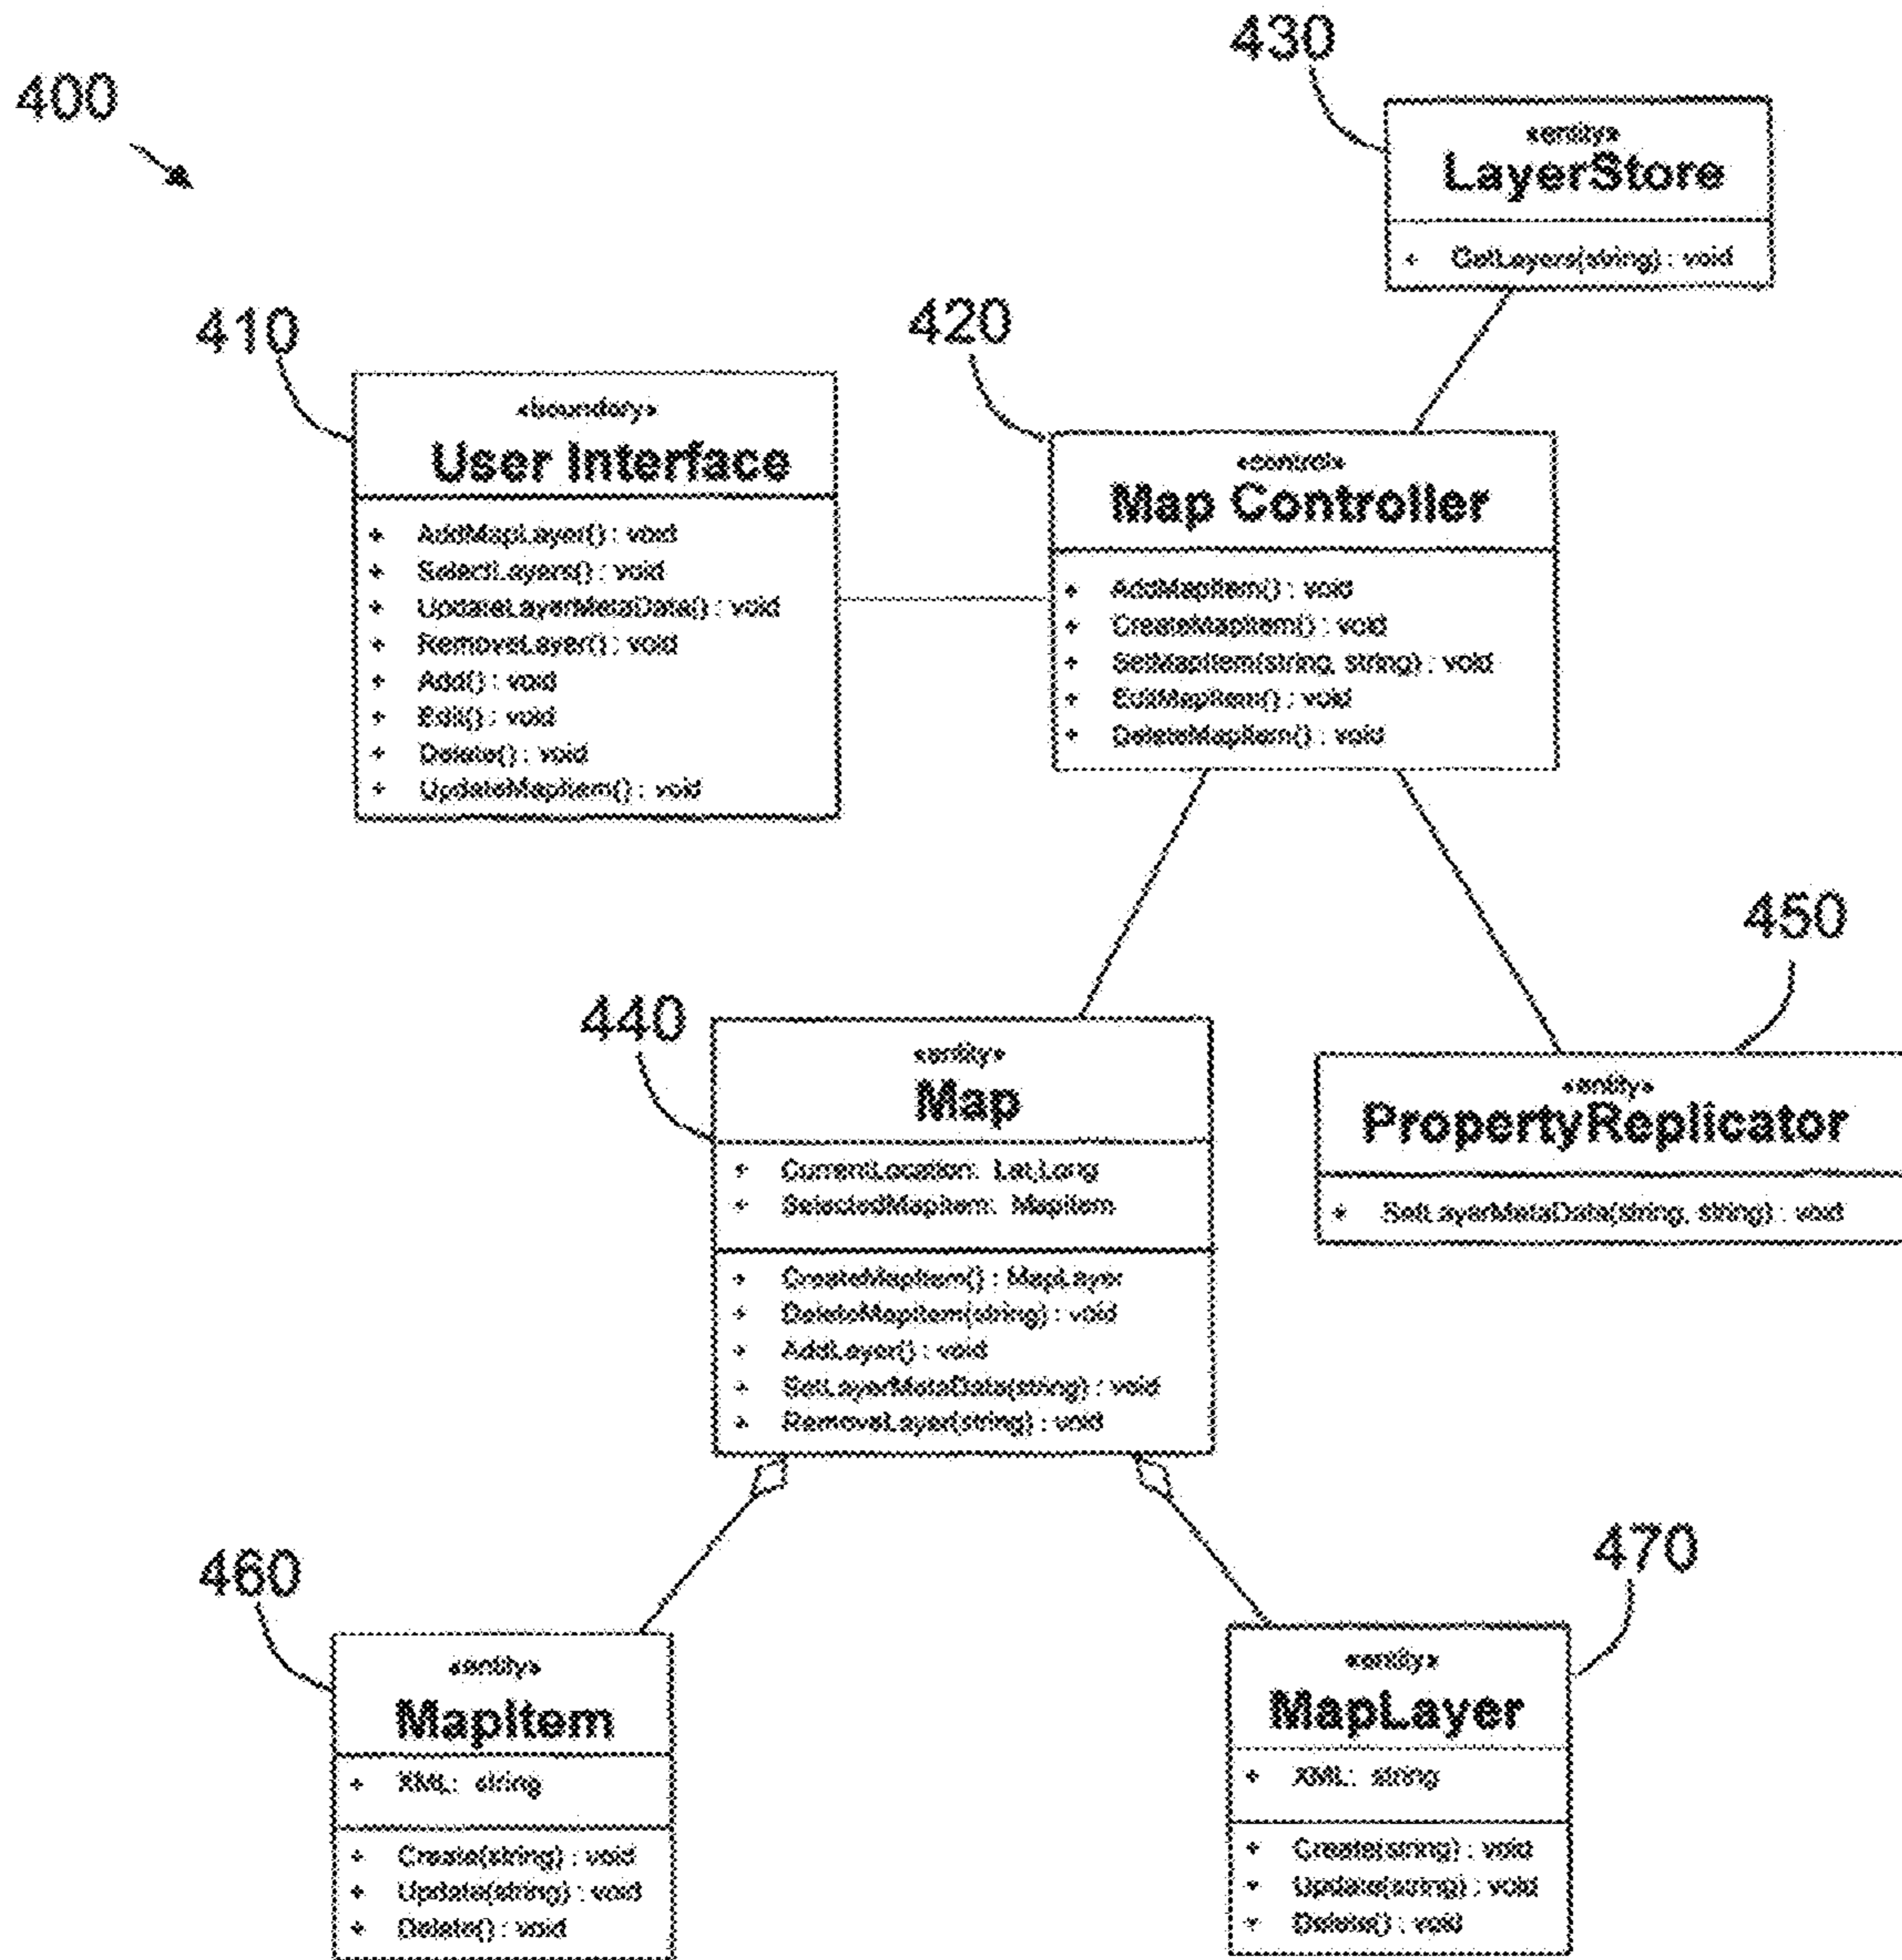 400
430
«entity»
LayerStore
+ GetLayers(string) : void
410
«boundary»
User Interface
+ AddMapLayer() : void
+ SelectLayers() : void
+ UpdateLayerMetaData() : void
+ RemoveLayer() : void
+ Add() : void
+ Edit() : void
+ Delete() : void
+ UpdateMapItem() : void
420
«control»
Map Controller
+ AddMapItem() : void
+ CreateMapItem() : void
+ SetMapItem(string, string) : void
+ EditMapItem() : void
+ DeleteMapItem() : void
440
«entity»
Map
+ CurrentLocation: Lat,Long
+ SelectedMapItem: MapItem
+ CreateMapItem() : MapLayer
+ DeleteMapItem(string) : void
+ AddLayer() : void
+ SetLayerMetaData(string) : void
+ RemoveLayer(string) : void
450
«entity»
PropertyReplicator
+ SetLayerMetaData(string, string) : void
460
«entity»
MapItem
+ XML: string
+ Create(string) : void
+ Update(string) : void
+ Delete() : void
470
«entity»
MapLayer
+ XML: string
+ Create(string) : void
+ Update(string) : void
+ Delete() : void